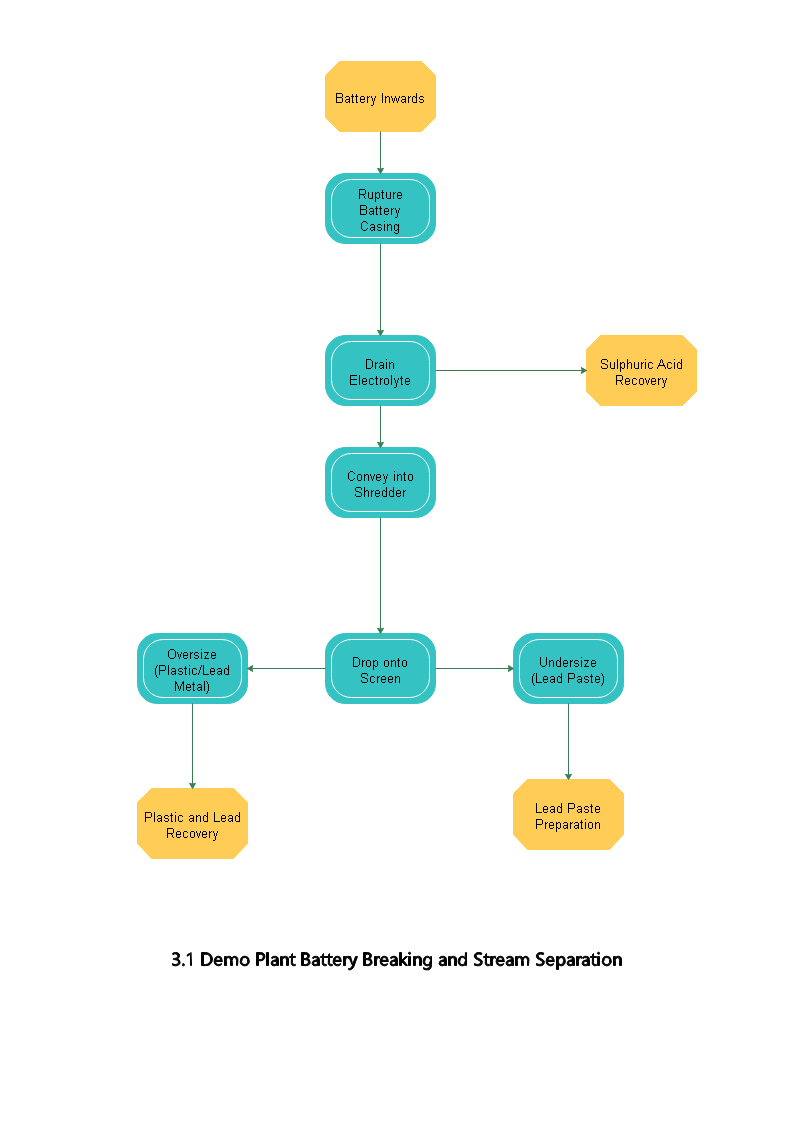 Battery Inwards
Rupture
Battery
Casing
Drain
Electrolyte
Sulphuric Acid
Recovery
Convey into
Shredder
Oversize
(Plastic/Lead
Metal)
Drop onto
Screen
Undersize
(Lead Paste)
Plastic and Lead
Recovery
Lead Paste
Preparation
3.1 Demo Plant Battery Breaking and Stream Separation